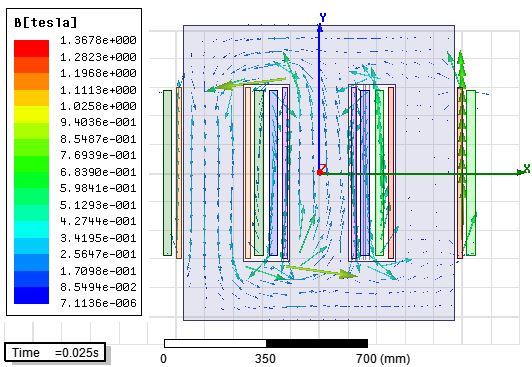 B[tesla]
1.3678e+000
1.2823e+000
1.1968e+000
1.1113e+000
1.0258e+000
9.4036e-001
8.5487e-001
7.6939e-001
6.8390e-001
5.9841e-001
5.1293e-001
4.2744e-001
3.4195e-001
2.5647e-001
1.7098e-001
8.5494e-002
7.1136e-006
Y
Z
X
Time =0.025s
0 350 700 (mm)